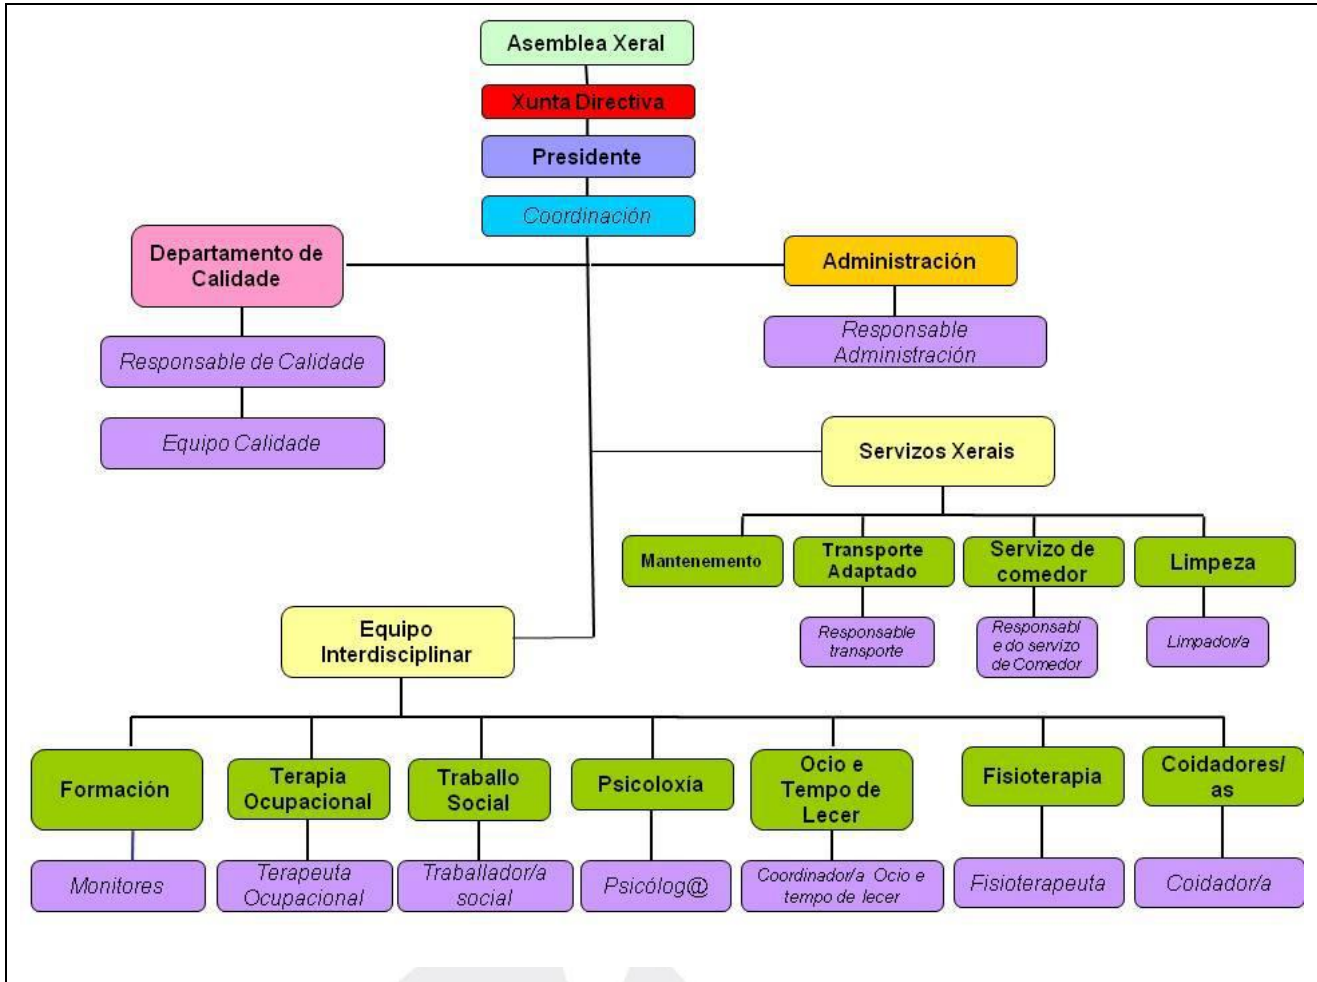 Asemblea Xeral
Xunta Directiva
Presidente
Coordinación
Departamento de
Calidade
Administración
Responsable de Calidade
Responsable
Administración
Equipo Calidade
Servizos Xerais
Mantenemento
Transporte
Adaptado
Servizo de
comedor
Limpeza
Responsable
transporte
Responsabl
e do servizo
de Comedor
Limpador/a
Equipo
Interdisciplinar
Formación
Terapia
Ocupacional
Traballo
Social
Psicoloxía
Ocio e
Tempo de
Lecer
Fisioterapia
Coidadores/
as
Monitores
Terapeuta
Ocupacional
Traballador/a
social
Psicólog@
Coordinador/a Ocio e
tempo de lecer
Fisioterapeuta
Coidador/a